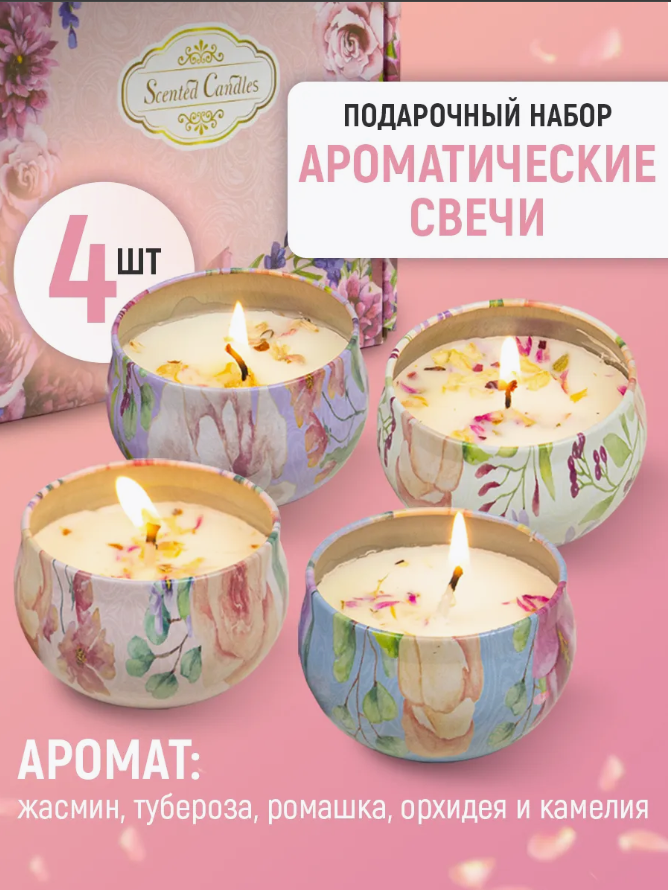 Scented Candles
ПОДАРОЧНЫЙ НАБОР
АРОМАТИЧЕСКИЕ
СВЕЧИ
4 ШТ
АРОМАТ:
жасмин, тубероза, ромашка, орхидея и камелия